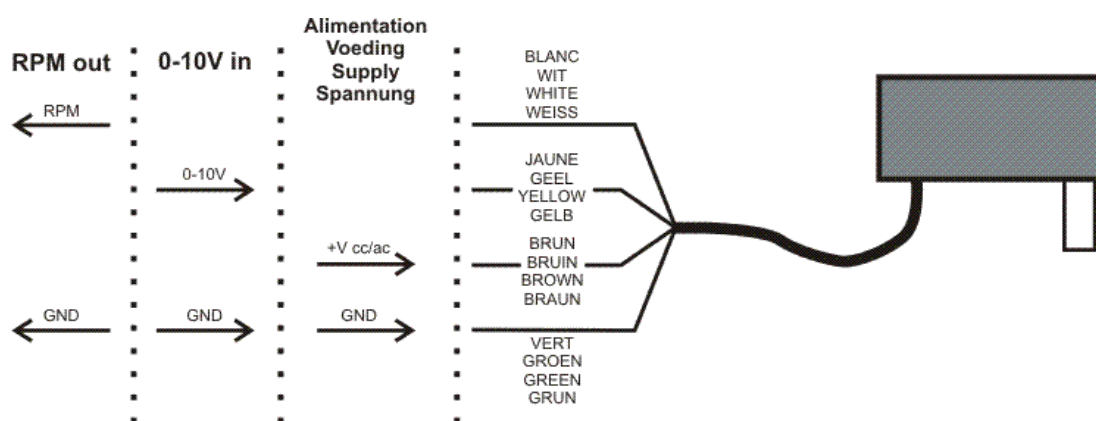 RPM out
0-10V in
Alimentation
Voeding
Supply
Spannung
RPM
0-10V
+V cc/ac
GND
GND
GND
BLANC
WIT
WHITE
WEISS
JAUNE
GEEL
YELLOW
GELB
BRUN
BRUIN
BROWN
BRAUN
VERT
GROEN
GREEN
GRUN